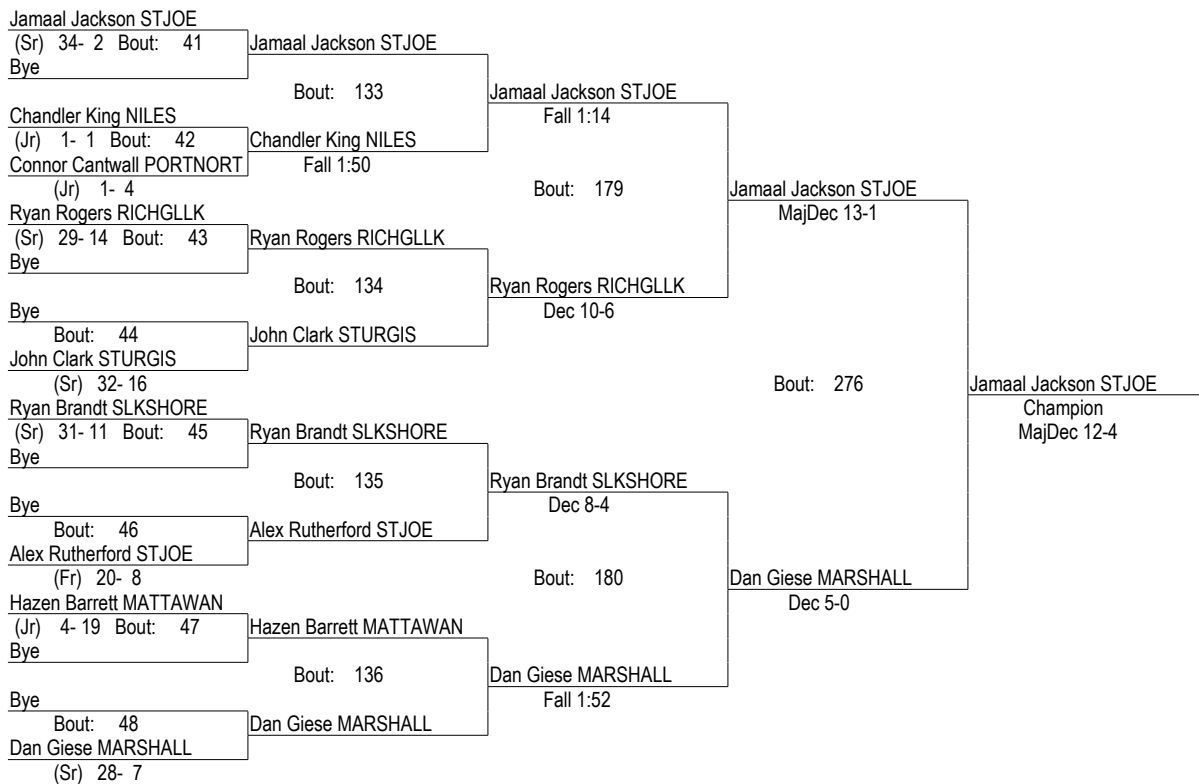 Jamaal Jackson STJOE
(Sr) 34- 2 Bout: 41
Bye
Chandler King NILES
(Jr) 1- 1 Bout: 42
Connor Cantwall PORTNORT
(Jr) 1- 4
Ryan Rogers RICHGLLK
(Sr) 29- 14 Bout: 43
Bye
Bye
Bout: 44
John Clark STURGIS
(Sr) 32- 16
Ryan Brandt SLKSHORE
(Sr) 31- 11 Bout: 45
Bye
Bye
Bout: 46
Alex Rutherford STJOE
(Fr) 20- 8
Hazen Barrett MATTAWAN
(Jr) 4- 19 Bout: 47
Bye
Bye
Bout: 48
Dan Giese MARSHALL
(Sr) 28- 7
Jamaal Jackson STJOE
Bout: 133
Chandler King NILES
Fall 1:50
Ryan Rogers RICHGLLK
Bout: 134
John Clark STURGIS
Ryan Brandt SLKSHORE
Bout: 135
Alex Rutherford STJOE
Hazen Barrett MATTAWAN
Bout: 136
Dan Giese MARSHALL
Jamaal Jackson STJOE
Fall 1:14
Bout: 179
Ryan Rogers RICHGLLK
Dec 10-6
Ryan Brandt SLKSHORE
Dec 8-4
Bout: 180
Dan Giese MARSHALL
Fall 1:52
Jamaal Jackson STJOE
MajDec 13-1
Bout: 276
Dan Giese MARSHALL
Dec 5-0
Jamaal Jackson STJOE
Champion
MajDec 12-4